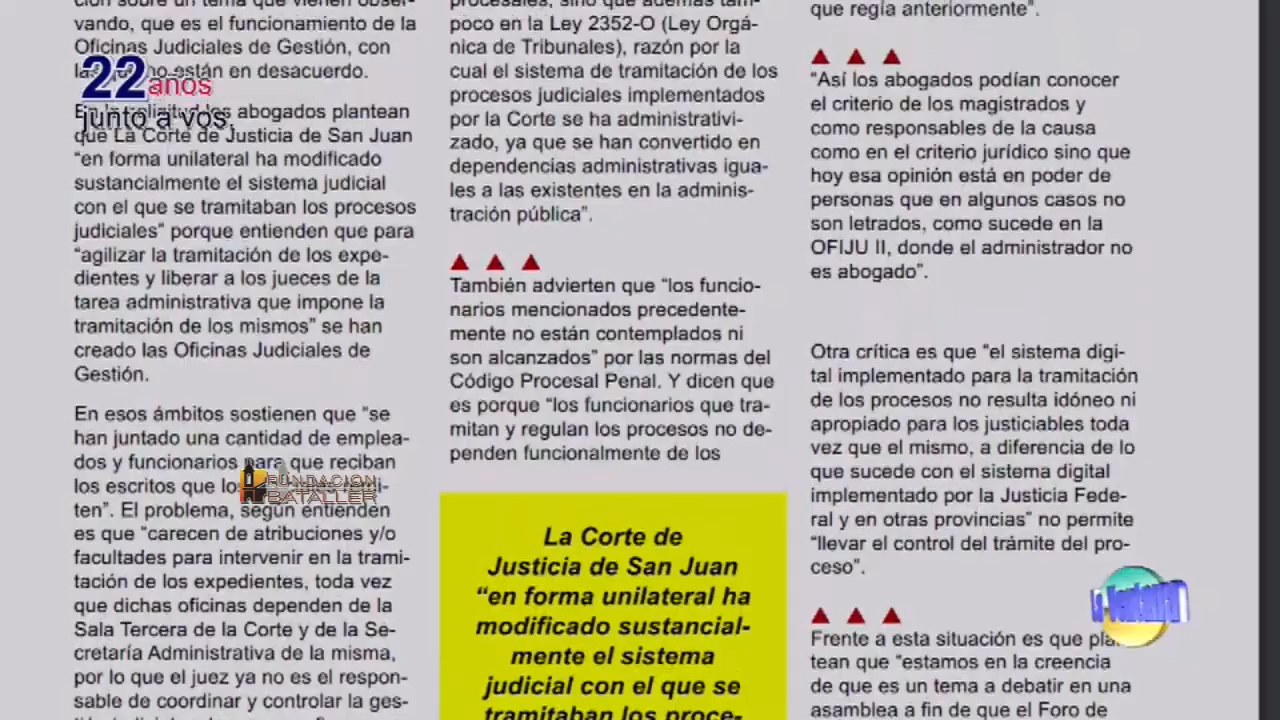 ción sobre un tema que vienen obser-
vando, que es el funcionamiento de la
Oficinas Judiciales de Gestión, con
las que no están en desacuerdo.
22 años
junto a vos.
En la solicitud los abogados plantean
que La Corte de Justicia de San Juan
“en forma unilateral ha modificado
sustancialmente el sistema judicial
con el que se tramitaban los procesos
judiciales” porque entienden que para
“agilizar la tramitación de los expe-
dientes y liberar a los jueces de la
tarea administrativa que impone la
tramitación de los mismos” se han
creado las Oficinas Judiciales de
Gestión.
En esos ámbitos sostienen que “se
han juntado una cantidad de emplea-
dos y funcionarios para que reciban
los escritos que los
ten”. El problema, según entienden
es que “carecen de atribuciones y/o
facultades para intervenir en la trami-
tación de los expedientes, toda vez
que dichas oficinas dependen de la
Sala Tercera de la Corte y de la Se-
cretaría Administrativa de la misma,
por lo que el juez ya no es el respon-
sable de coordinar y controlar la ges-
FUNDACION
BATALLER
procesales, sino que además tam-
poco en la Ley 2352-O (Ley Orgá-
nica de Tribunales), razón por la
cual el sistema de tramitación de los
procesos judiciales implementados
por la Corte se ha administrativi-
zado, ya que se han convertido en
dependencias administrativas igua-
les a las existentes en la adminis-
tración pública”.
También advierten que “los funcio-
narios mencionados precedente-
mente no están contemplados ni
son alcanzados” por las normas del
Código Procesal Penal. Y dicen que
es porque “los funcionarios que tra-
mitan y regulan los procesos no de-
penden funcionalmente de los
La Corte de
Justicia de San Juan
“en forma unilateral ha
modificado sustancial-
mente el sistema
judicial con el que se
tramitaban los proce-
que regía anteriormente”.
“Así los abogados podían conocer
el criterio de los magistrados y
como responsables de la causa
como en el criterio jurídico sino que
hoy esa opinión está en poder de
personas que en algunos casos no
son letrados, como sucede en la
OFIJU II, donde el administrador no
es abogado”.
Otra crítica es que “el sistema digi-
tal implementado para la tramitación
de los procesos no resulta idóneo ni
apropiado para los justiciables toda
vez que el mismo, a diferencia de lo
que sucede con el sistema digital
implementado por la Justicia Fede-
ral y en otras provincias” no permite
“llevar el control del trámite del pro-
ceso”.
Frente a esta situación es que plan-
tean que “estamos en la creencia
de que es un tema a debatir en una
asamblea a fin de que el Foro de